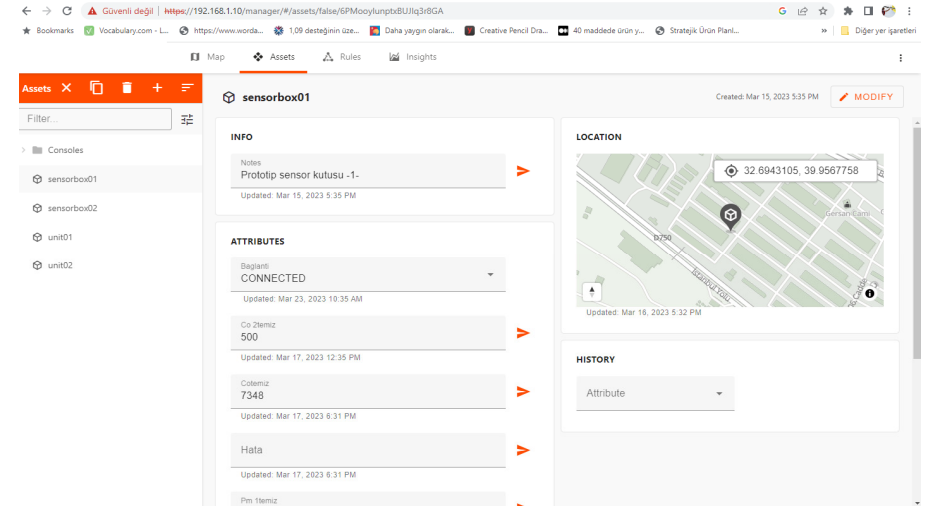 Güvenli değil
https://192.168.1.10/manager/#/assets/false/6PMooylunptxBUJlq3r8GA
Bookmarks
Vocabulary.com - L...
https://www.worda...
1,09 desteğinin üze...
Daha yaygın olarak...
Creative Pencil Dra...
40 maddede ürün y...
Stratejik Ürün Planl...
»
Diğer yer işaretleri
Map
Assets
Rules
Insights
Assets
sensorbox01
Created: Mar 15, 2023 5:35 PM
MODIFY
Filter...
Consoles
sensorbox01
sensorbox02
unit01
unit02
INFO
Notes
Prototip sensor kutusu -1-
Updated: Mar 15, 2023 5:35 PM
ATTRIBUTES
Baglanti
CONNECTED
Updated: Mar 23, 2023 10:35 AM
Co 2temiz
500
Updated: Mar 17, 2023 12:35 PM
Cotemiz
7348
Updated: Mar 17, 2023 6:31 PM
Hata
Updated: Mar 17, 2023 6:31 PM
Pm 1temiz
LOCATION
32.6943105, 39.9567758
Gersan Cami
D750
İstanbul Yolu
Cadde
Updated: Mar 16, 2023 5:32 PM
HISTORY
Attribute